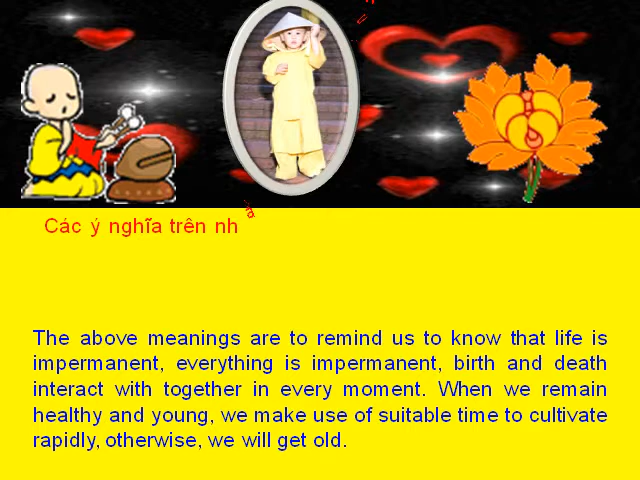 Các ý nghĩa trên nh
The above meanings are to remind us to know that life is
impermanent, everything is impermanent, birth and death
interact with together in every moment. When we remain
healthy and young, we make use of suitable time to cultivate
rapidly, otherwise, we will get old.